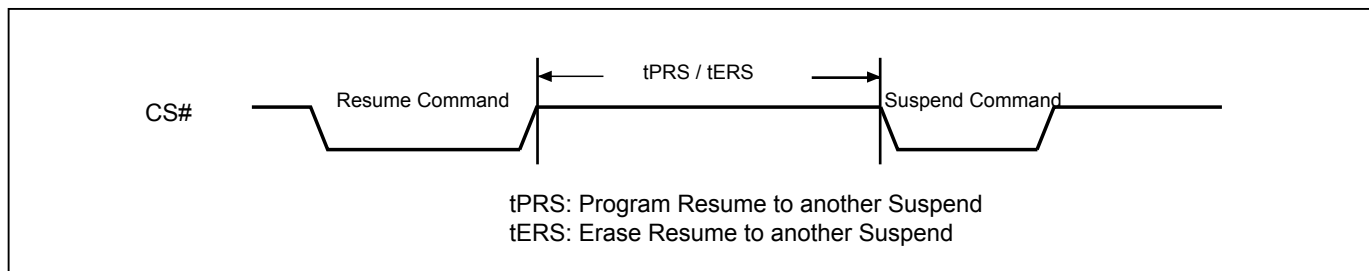 tPRS / tERS
Resume Command
Suspend Command
CS#
tPRS: Program Resume to another Suspend
tERS: Erase Resume to another Suspend